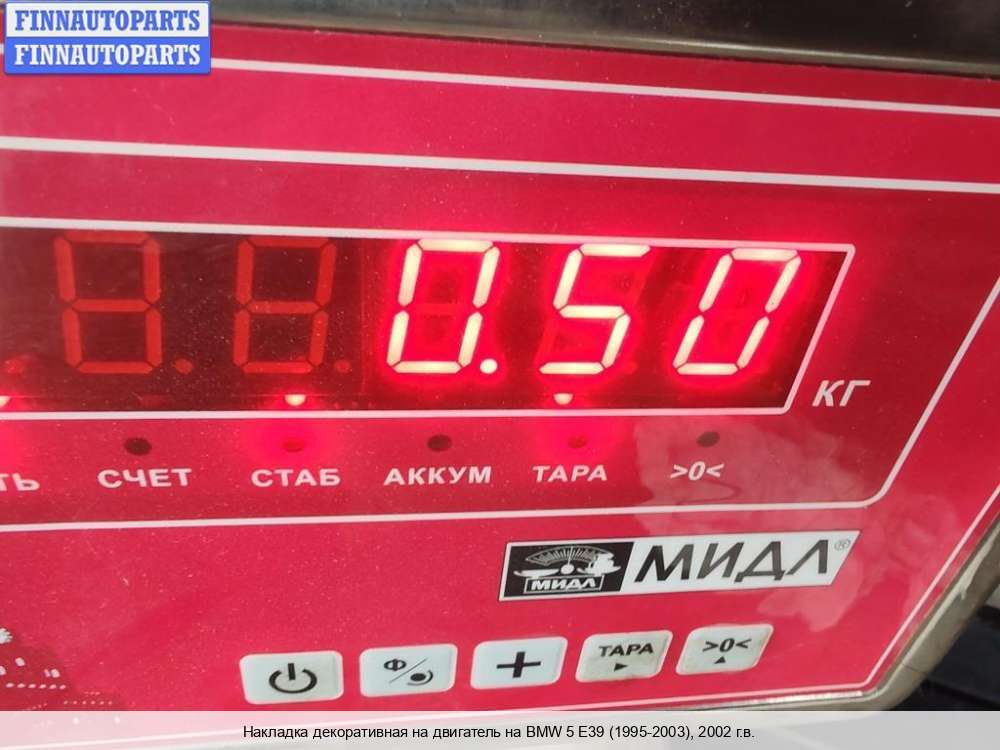 FINNAUTOPARTS
FINNAUTOPARTS
0.50
КГ
СЧЕТ СТАБ АККУМ ТАРА >0<
МИДЛ МИДЛ®
Ф ТАРА >0<
Накладка декоративная на двигатель на BMW 5 E39 (1995-2003), 2002 г.в.